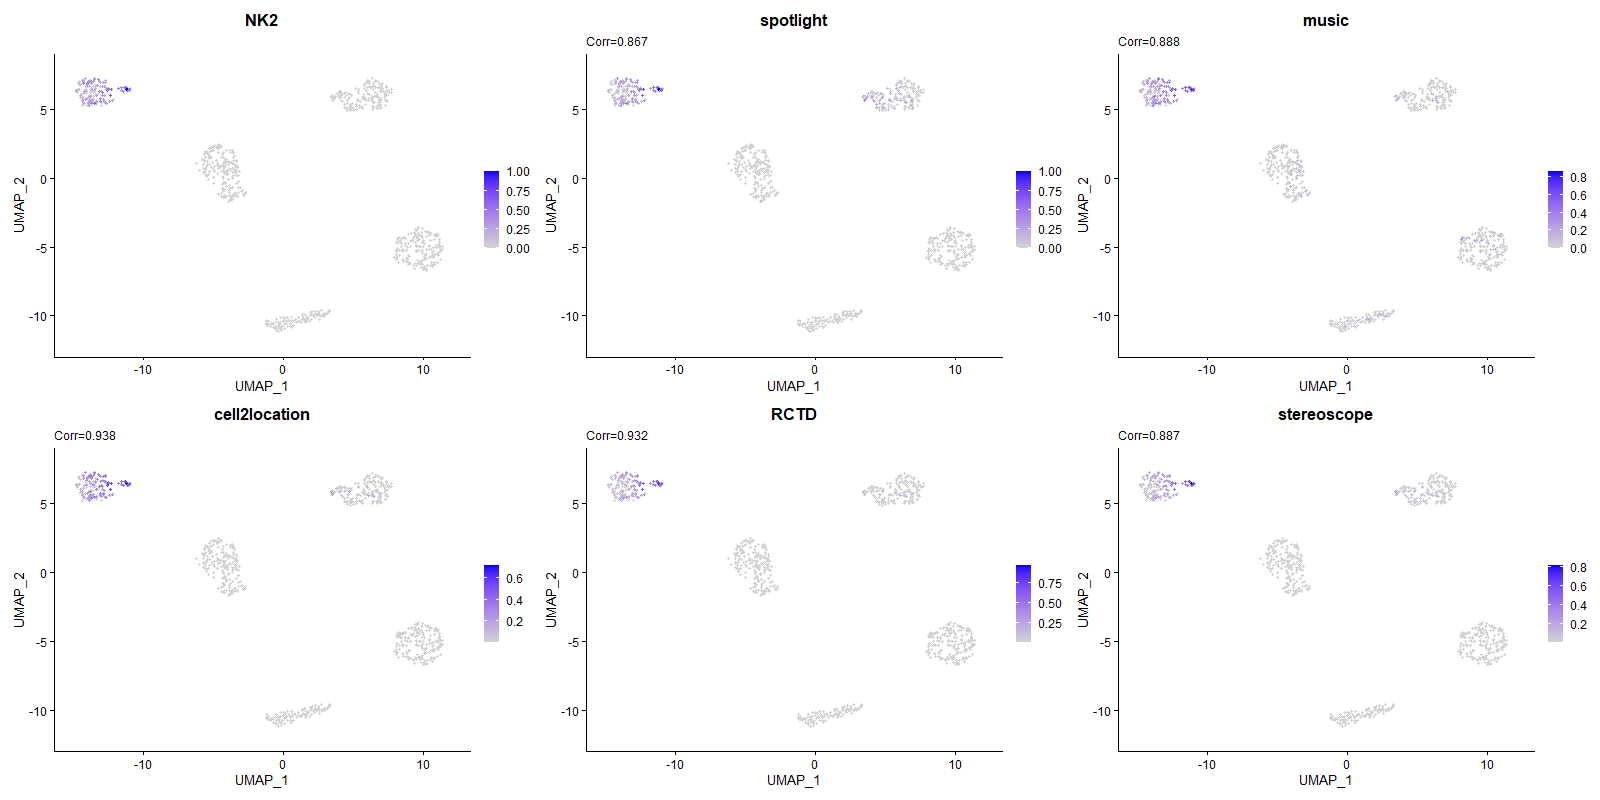 NK2
5
0
-5
-10
-10
0
10
UMAP_1
UMAP_2
1.00
0.75
0.50
0.25
0.00
spotlight
Corr=0.867
5
0
-5
-10
-10
0
10
UMAP_1
UMAP_2
1.00
0.75
0.50
0.25
0.00
music
Corr=0.888
5
0
-5
-10
-10
0
10
UMAP_1
UMAP_2
0.8
0.6
0.4
0.2
0.0
cell2location
Corr=0.938
5
0
-5
-10
-10
0
10
UMAP_1
UMAP_2
0.6
0.4
0.2
RCTD
Corr=0.932
5
0
-5
-10
-10
0
10
UMAP_1
UMAP_2
0.75
0.50
0.25
stereoscope
Corr=0.887
5
0
-5
-10
-10
0
10
UMAP_1
UMAP_2
0.8
0.6
0.4
0.2